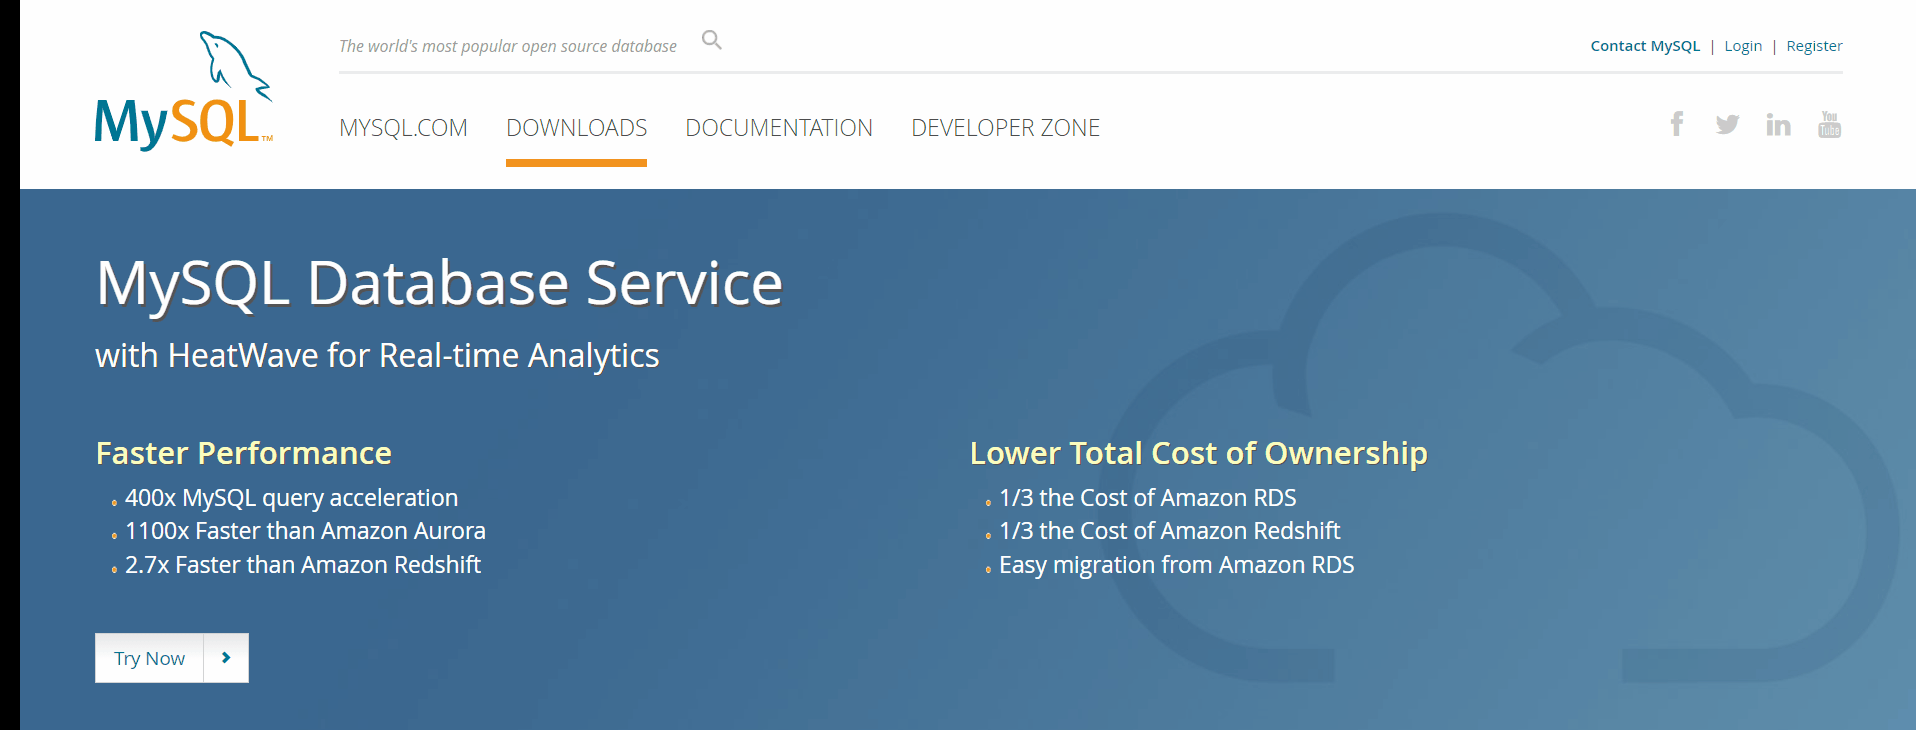 The world's most popular open source database
Contact MySQL | Login | Register
MySQL™
MYSQL.COM DOWNLOADS DOCUMENTATION DEVELOPER ZONE
You
Tube
MySQL Database Service
with HeatWave for Real-time Analytics
Faster Performance
400x MySQL query acceleration
1100x Faster than Amazon Aurora
2.7x Faster than Amazon Redshift
Lower Total Cost of Ownership
1/3 the Cost of Amazon RDS
1/3 the Cost of Amazon Redshift
Easy migration from Amazon RDS
Try Now